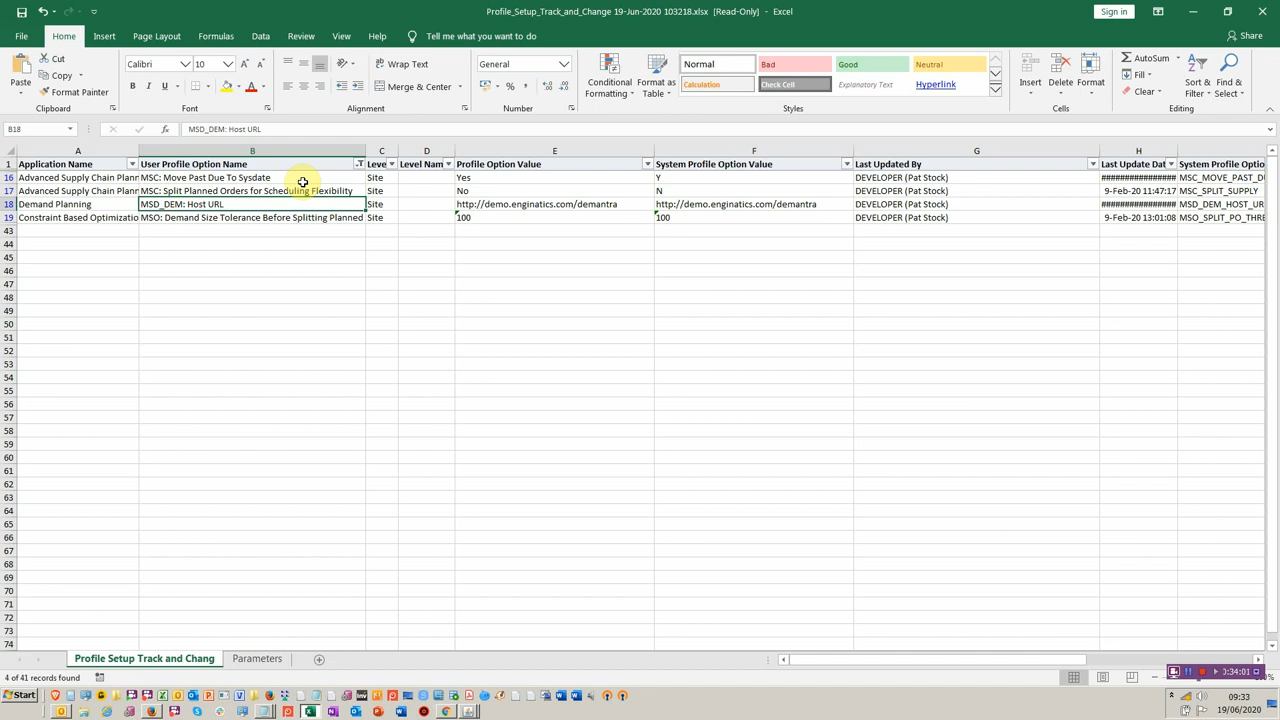 Profile_Setup_Track_and_Change 19-Jun-2020 103218.xlsx [Read-Only] - Excel
Sign in
File Home Insert Page Layout Formulas Data Review View Help Tell me what you want to do Share
Paste
Cut
Copy
Format Painter
Clipboard
Calibri 10
B
Font
Wrap Text
Merge & Center
Alignment
General
%
Number
Conditional Formatting
Format as Table
Normal Bad Good Neutral
Calculation Check Cell Explanatory Text Hyperlink
Styles
Insert Delete Format
Cells
AutoSum
Fill
Clear
Sort & Filter
Find & Select
Editing
B18 fx MSD_DEM: Host URL
A B C D E F G H
1 Application Name User Profile Option Name Leve Level Nam Profile Option Value System Profile Option Value Last Updated By Last Update Dat System Profile Optio
16 Advanced Supply Chain Plann MSC: Move Past Due To Sysdate Site Yes Y DEVELOPER (Pat Stock) ################ MSC_MOVE_PAST_D
17 Advanced Supply Chain Plann MSC: Split Planned Orders for Scheduling Flexibility Site No N DEVELOPER (Pat Stock) 9-Feb-20 11:47:17 MSC_SPLIT_SUPPLY
18 Demand Planning MSD_DEM: Host URL Site http://demo.enginatics.com/demantra http://demo.enginatics.com/demantra DEVELOPER (Pat Stock) ################ MSD_DEM_HOST_UR
19 Constraint Based Optimizatio MSO: Demand Size Tolerance Before Splitting Planned Site 100 100 DEVELOPER (Pat Stock) 9-Feb-20 13:01:08 MSO_SPLIT_PO_THRE
43
44
45
46
47
48
49
50
51
52
53
54
55
56
57
58
59
60
61
62
63
64
65
66
67
68
69
70
71
72
73
74
Profile Setup Track and Chang Parameters
4 of 41 records found
0:34:01
Start
09:33
19/06/2020